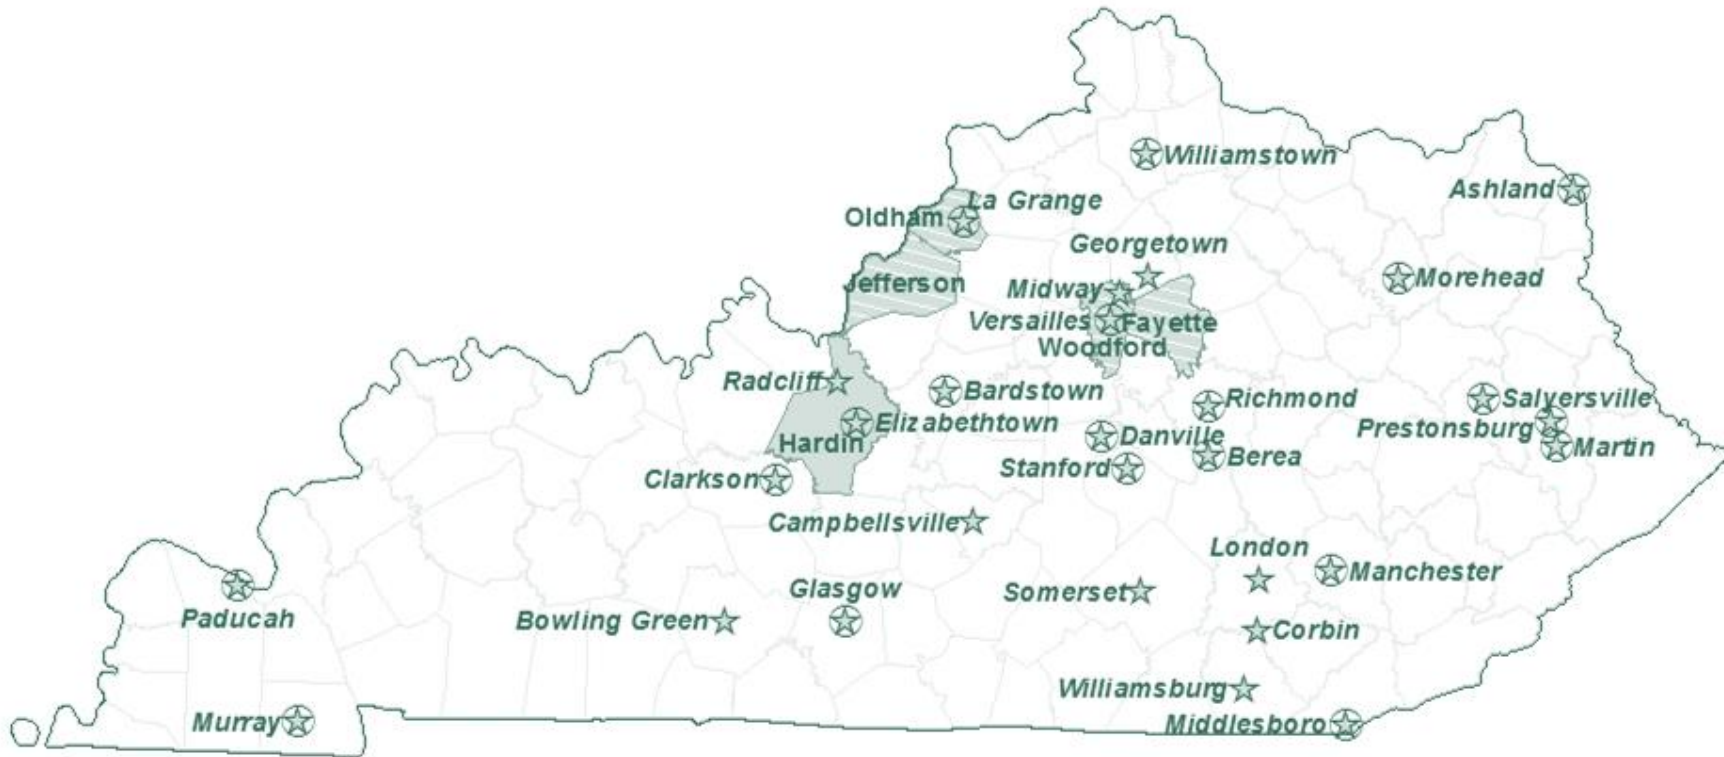 Williamstown
Ashland
La Grange
Oldham
Georgetown
Morehead
Jefferson
Midway
Versailles
Fayette
Woodford
Radcliff
Bardstown
Richmond
Salyersville
Elizabethtown
Prestonsburg
Hardin
Danville
Martin
Berea
Stanford
Clarkson
Campbellsville
London
Manchester
Glasgow
Somerset
Paducah
Bowling Green
Corbin
Williamsburg
Murray
Middlesboro